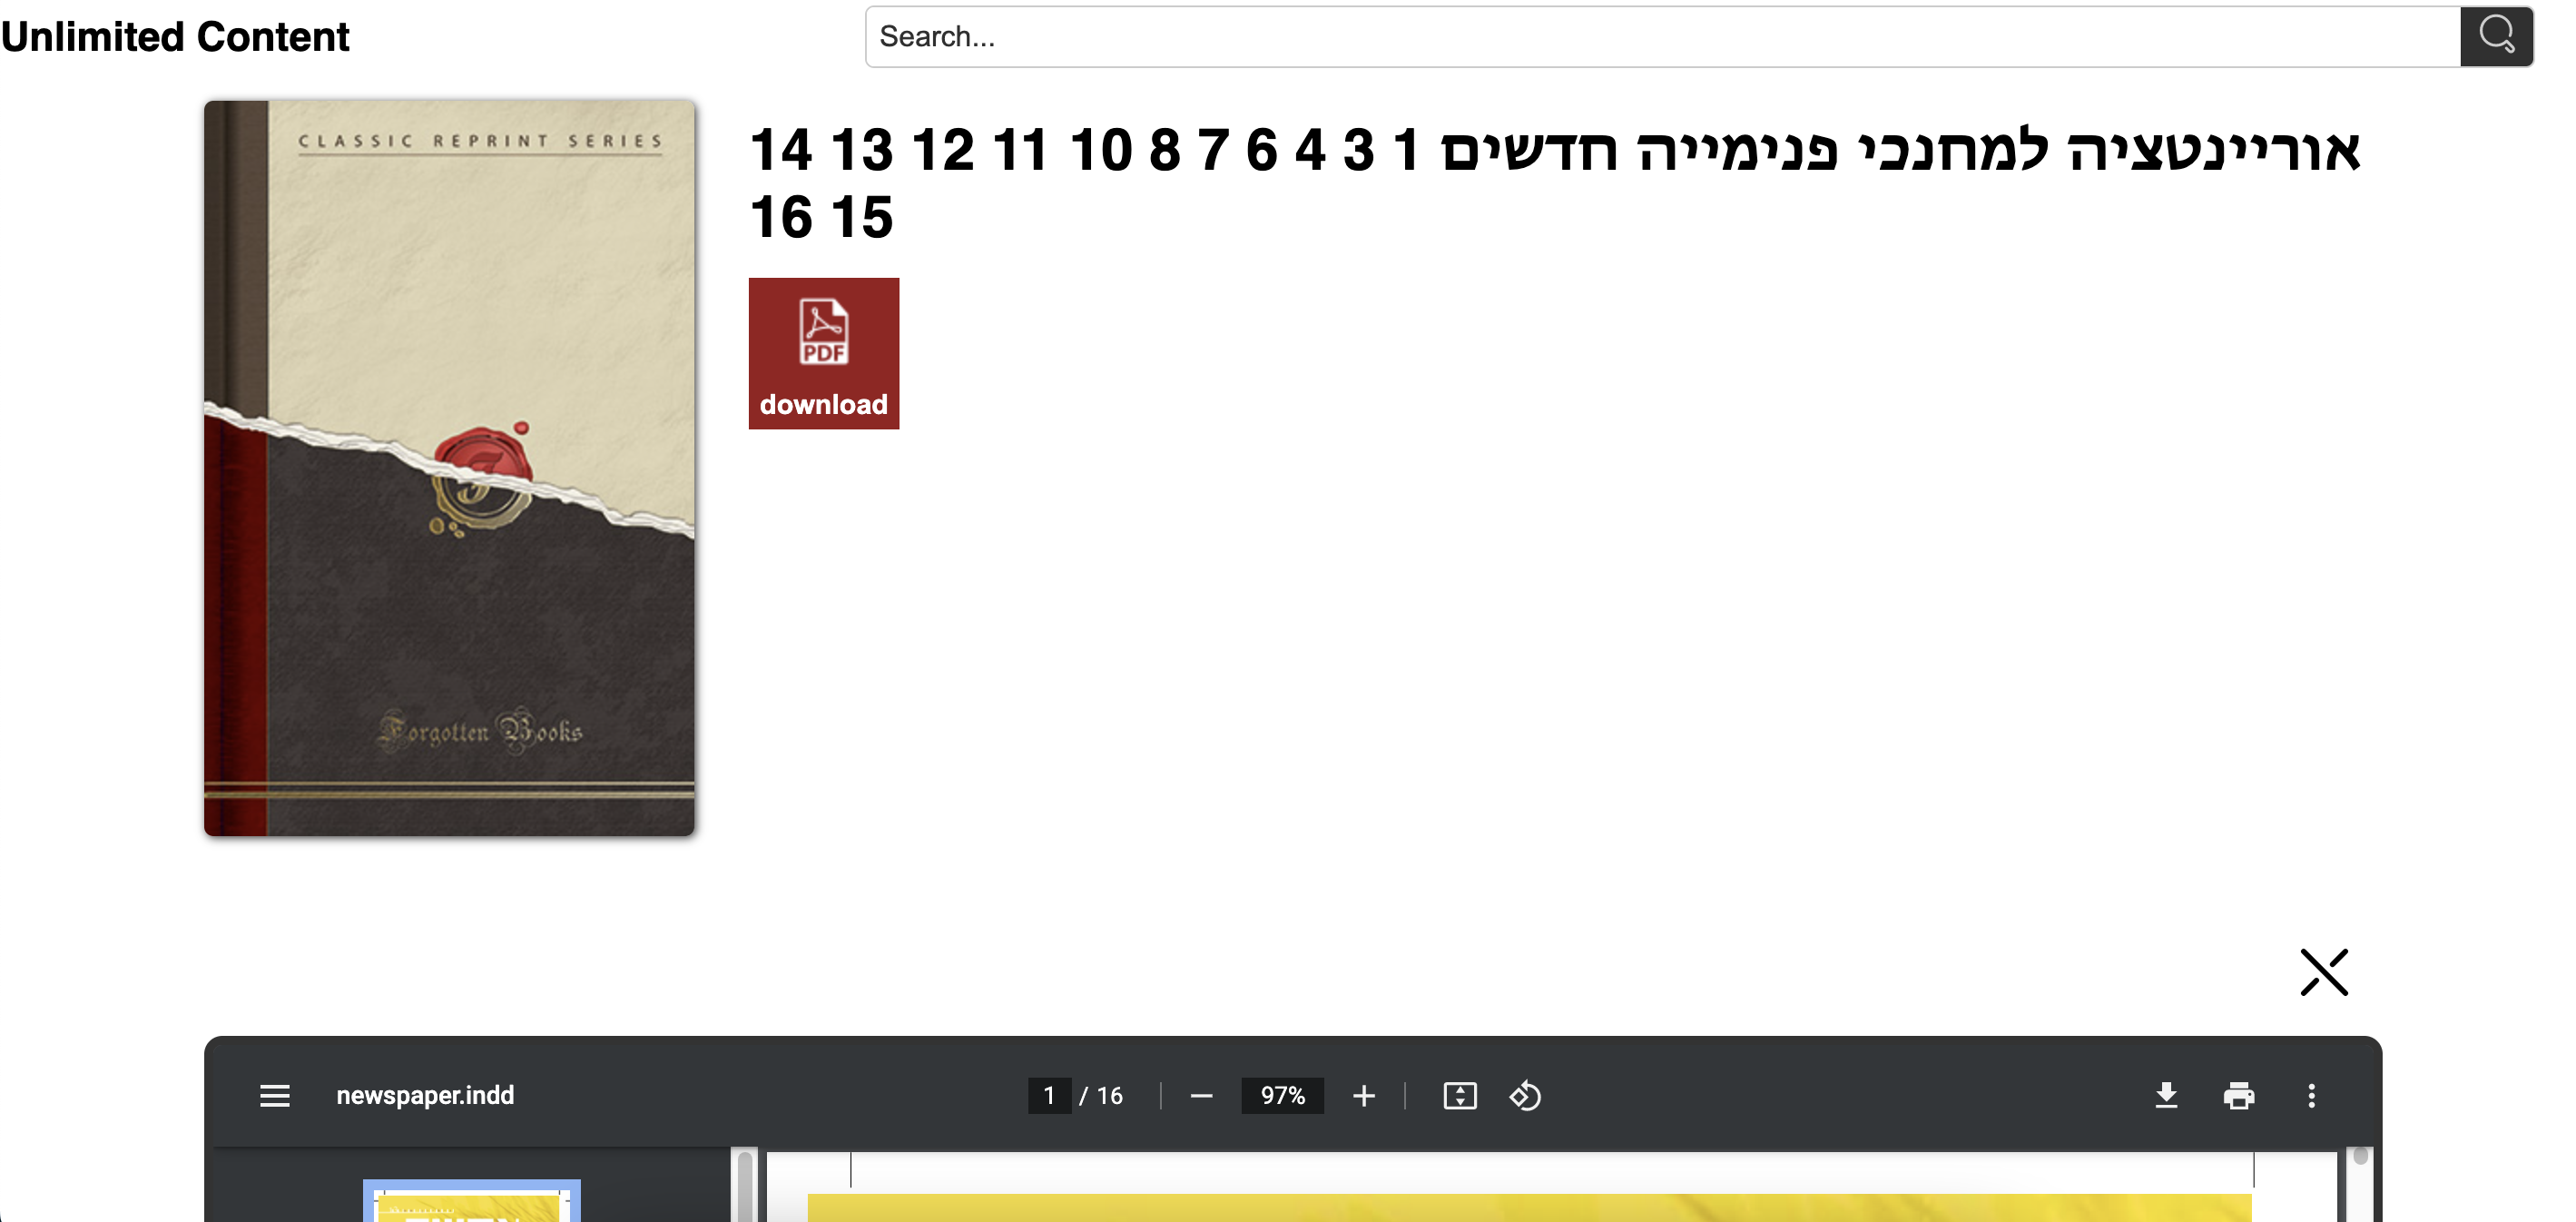 Unlimited Content
Search...
CLASSIC REPRINT SERIES
Forgotten Books
אוריינטציה למחנכי פנימייה חדשים 1 3 4 6 7 8 10 11 12 13 14
15 16
PDF
download
newspaper.indd
1 / 16
97%